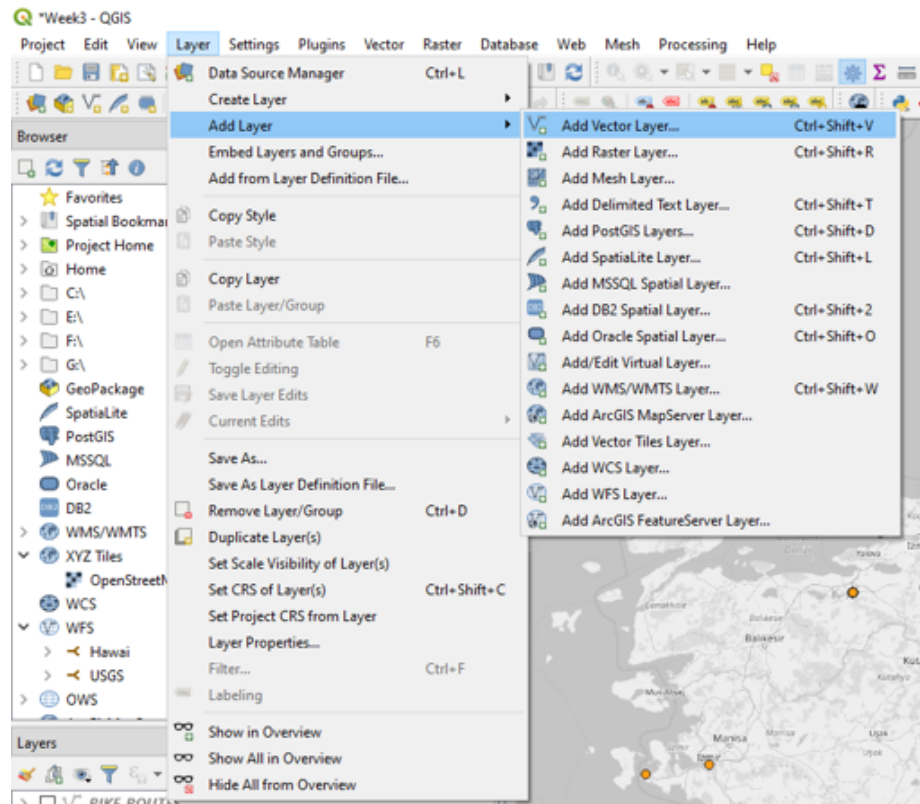 *Week3 - QGIS
Project Edit View Layer Settings Plugins Vector Raster Database Web Mesh Processing Help
Data Source Manager Ctrl+L
Create Layer
Add Layer
Embed Layers and Groups...
Add from Layer Definition File...
Copy Style
Paste Style
Copy Layer
Paste Layer/Group
Open Attribute Table F6
Toggle Editing
Save Layer Edits
Current Edits
Save As...
Save As Layer Definition File...
Remove Layer/Group Ctrl+D
Duplicate Layer(s)
Set Scale Visibility of Layer(s)
Set CRS of Layer(s) Ctrl+Shift+C
Set Project CRS from Layer
Layer Properties...
Filter... Ctrl+F
Labeling
Show in Overview
Show All in Overview
Hide All from Overview
Add Vector Layer... Ctrl+Shift+V
Add Raster Layer... Ctrl+Shift+R
Add Mesh Layer...
Add Delimited Text Layer... Ctrl+Shift+T
Add PostGIS Layers... Ctrl+Shift+D
Add SpatiaLite Layer... Ctrl+Shift+L
Add MSSQL Spatial Layer...
Add DB2 Spatial Layer... Ctrl+Shift+2
Add Oracle Spatial Layer... Ctrl+Shift+O
Add/Edit Virtual Layer...
Add WMS/WMTS Layer... Ctrl+Shift+W
Add ArcGIS MapServer Layer...
Add Vector Tiles Layer...
Add WCS Layer...
Add WFS Layer...
Add ArcGIS FeatureServer Layer...
Browser
Favorites
Spatial Bookma
Project Home
Home
C:\
E:\
F:\
G:\
GeoPackage
SpatiaLite
PostGIS
MSSQL
Oracle
DB2
WMS/WMTS
XYZ Tiles
OpenStreetM
WCS
WFS
Hawai
USGS
OWS
Layers
BIKE ROUTE
Yalova
Balıkesir
Balıkesir
Manisa
Manisa
Uşak
Uşak
İzmir
İzmir
Kütahya